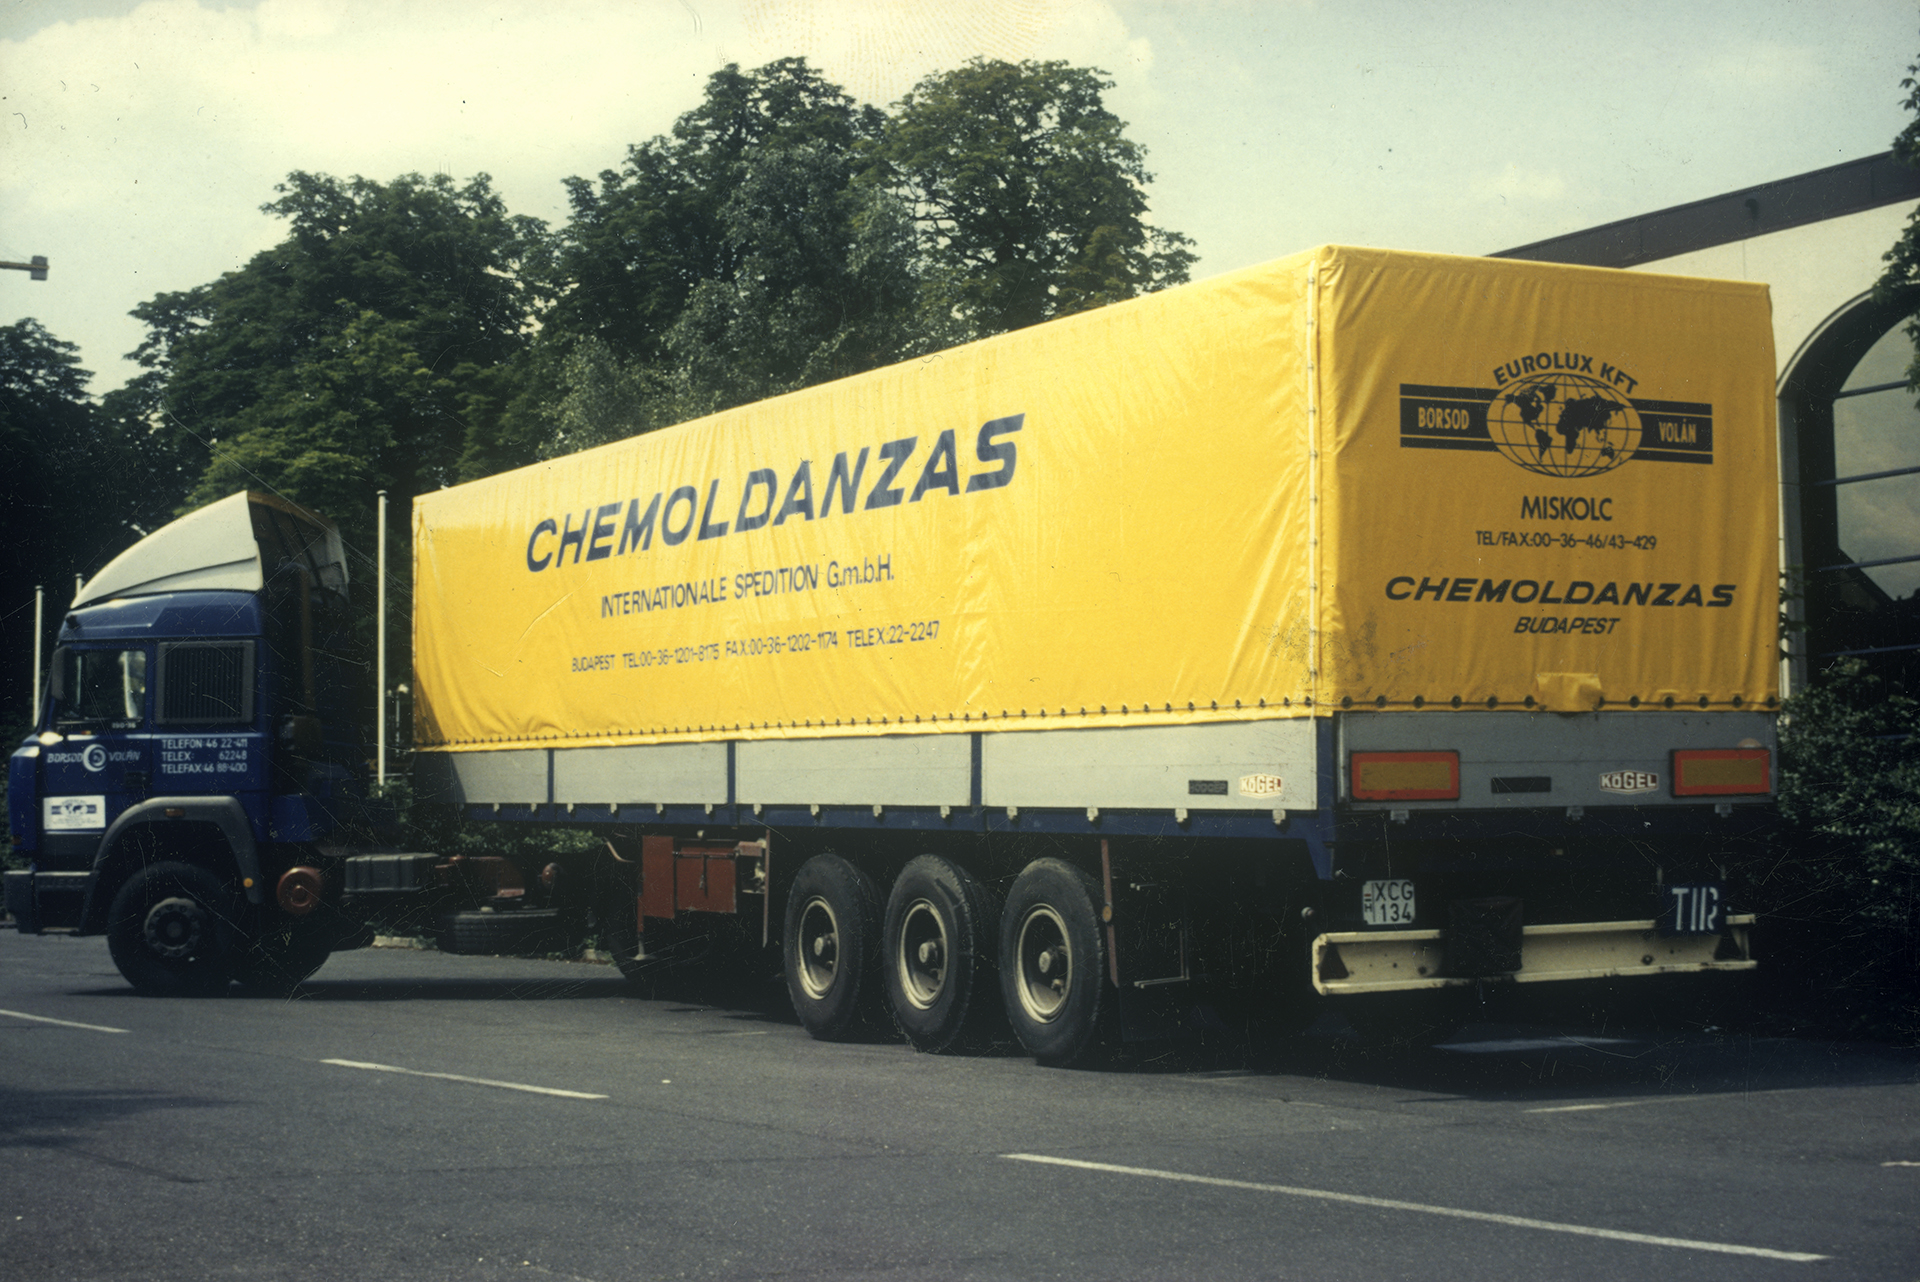 CHEMOLDANZAS
INTERNATIONALE SPEDITION G.m.b.H.
BUDAPEST TEL:00-36-1201-8175 FAX:00-36-1202-1174 TELEX:22-2247
EUROLUX KFT
BORSOD VOLÁN
MISKOLC
TEL/FAX:00-36-46/43-429
CHEMOLDANZAS
BUDAPEST
BORSOD VOLÁN
TELEFON 46 22-411
TELEX: 62248
TELEFAX:46 88-400
KÖGEL
KÖGEL
H
XCG
134
TIR